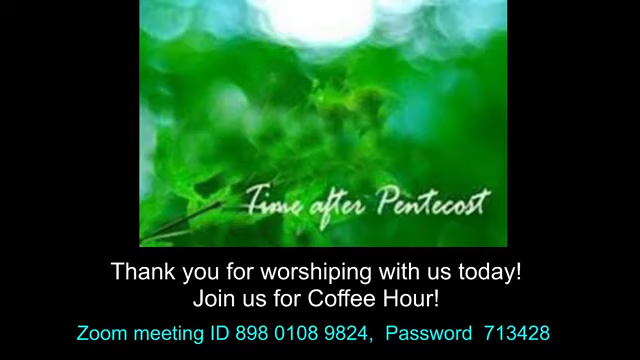 Time after Pentecost
Thank you for worshiping with us today!
Join us for Coffee Hour!
Zoom meeting ID 898 0108 9824, Password 713428